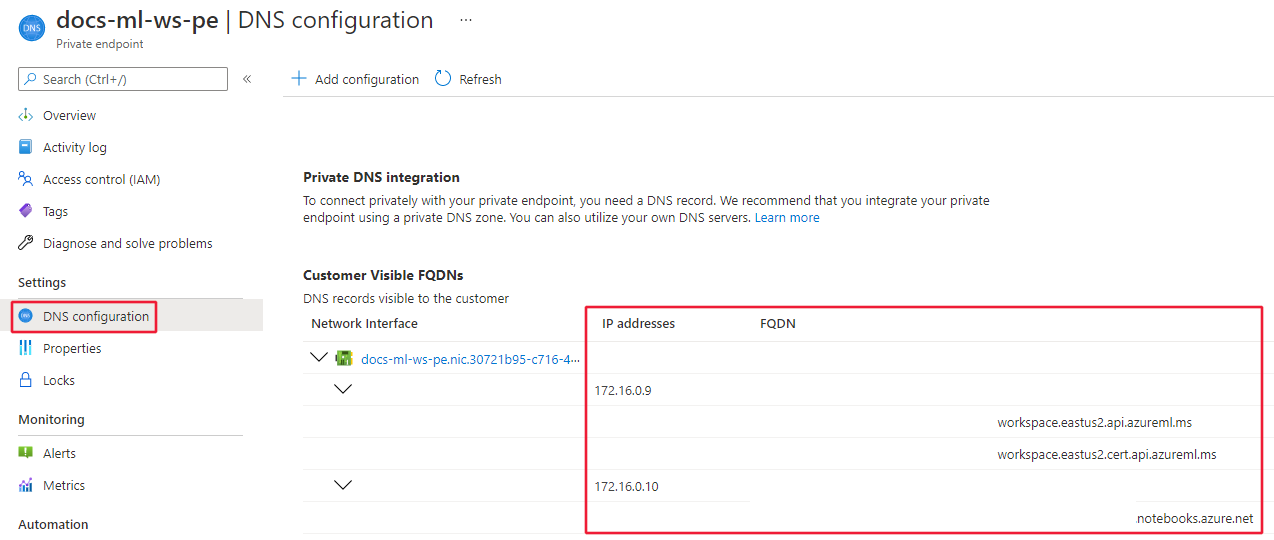 DNS
docs-ml-ws-pe | DNS configuration ...
Private endpoint
Search (Ctrl+/)
«
Add configuration
Refresh
Overview
Activity log
Access control (IAM)
Tags
Diagnose and solve problems
Settings
DNS configuration
Properties
Locks
Monitoring
Alerts
Metrics
Automation
Private DNS integration
To connect privately with your private endpoint, you need a DNS record. We recommend that you integrate your private
endpoint using a private DNS zone. You can also utilize your own DNS servers. Learn more
Customer Visible FQDNs
DNS records visible to the customer
Network Interface IP addresses FQDN
docs-ml-ws-pe.nic.30721b95-c716-4...
172.16.0.9
workspace.eastus2.api.azureml.ms
workspace.eastus2.cert.api.azureml.ms
172.16.0.10
.notebooks.azure.net